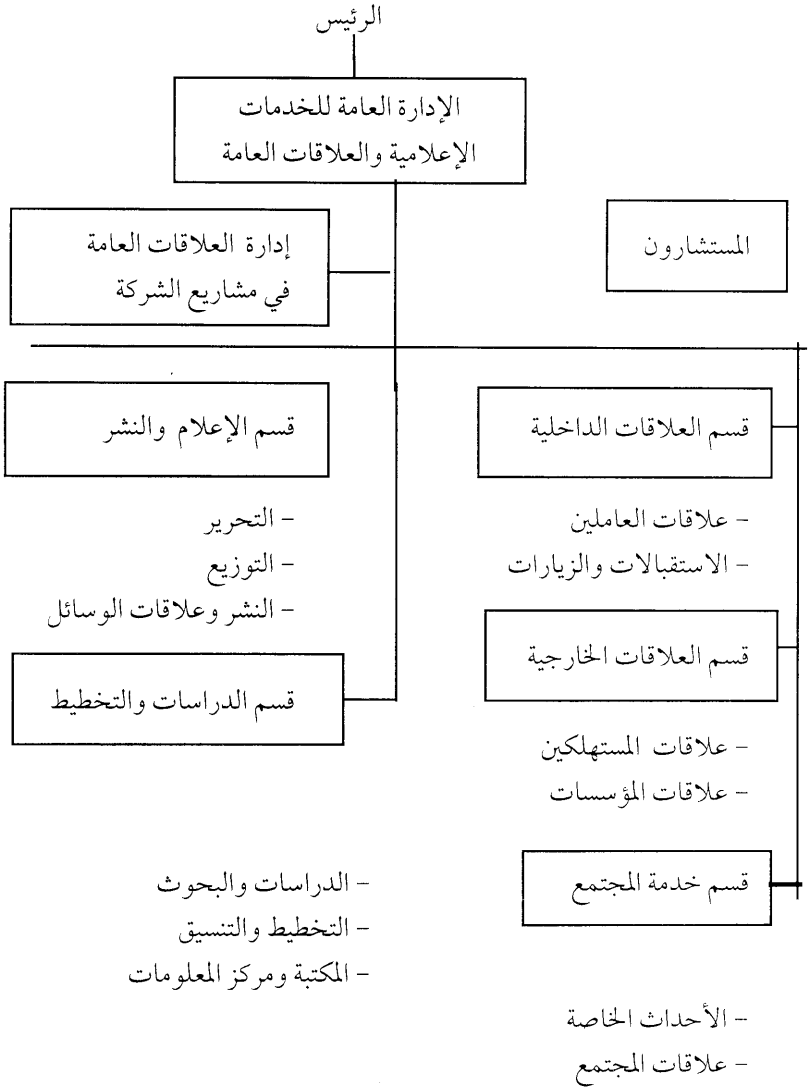 الرئيس
الإدارة العامة للخدمات
الإعلامية والعلاقات العامة
المستشارون
إدارة العلاقات العامة
في مشاريع الشركة
قسم العلاقات الداخلية
– علاقات العاملين
– الاستقبالات والزيارات
قسم العلاقات الخارجية
– علاقات المستهلكين
– علاقات المؤسسات
قسم خدمة المجتمع
– الأحداث الخاصة
– علاقات المجتمع
قسم الإعلام والنشر
– التحرير
– التوزيع
– النشر وعلاقات الوسائل
قسم الدراسات والتخطيط
– الدراسات والبحوث
– التخطيط والتنسيق
– المكتبة ومركز المعلومات